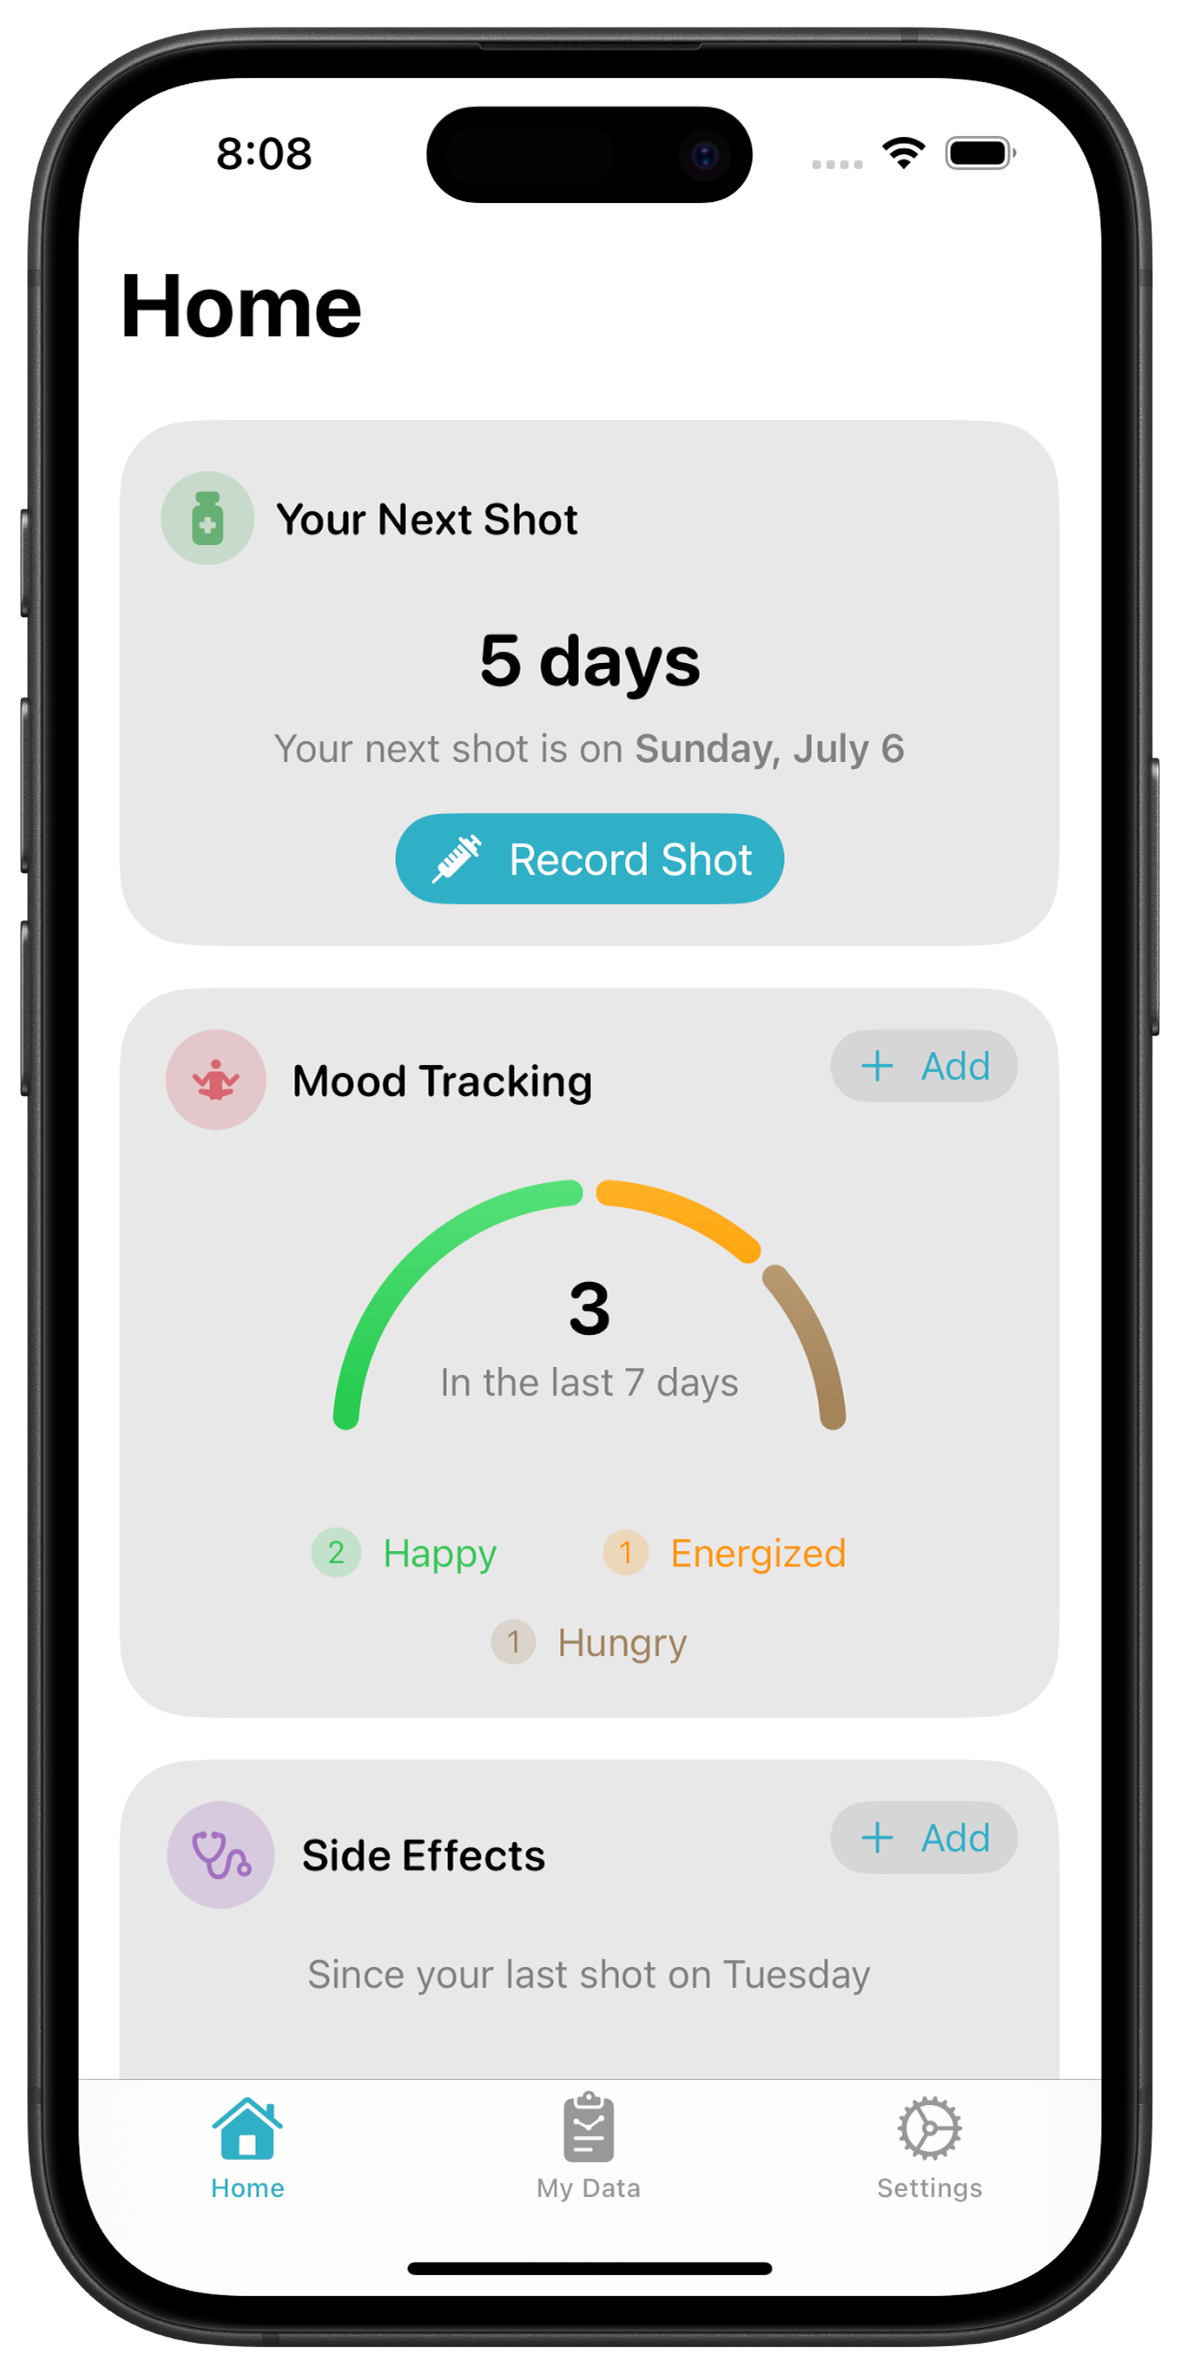 8:08
Home
Your Next Shot
5 days
Your next shot is on Sunday, July 6
Record Shot
Mood Tracking
+ Add
3
In the last 7 days
2 Happy
1 Energized
1 Hungry
Side Effects
+ Add
Since your last shot on Tuesday
Home
My Data
Settings